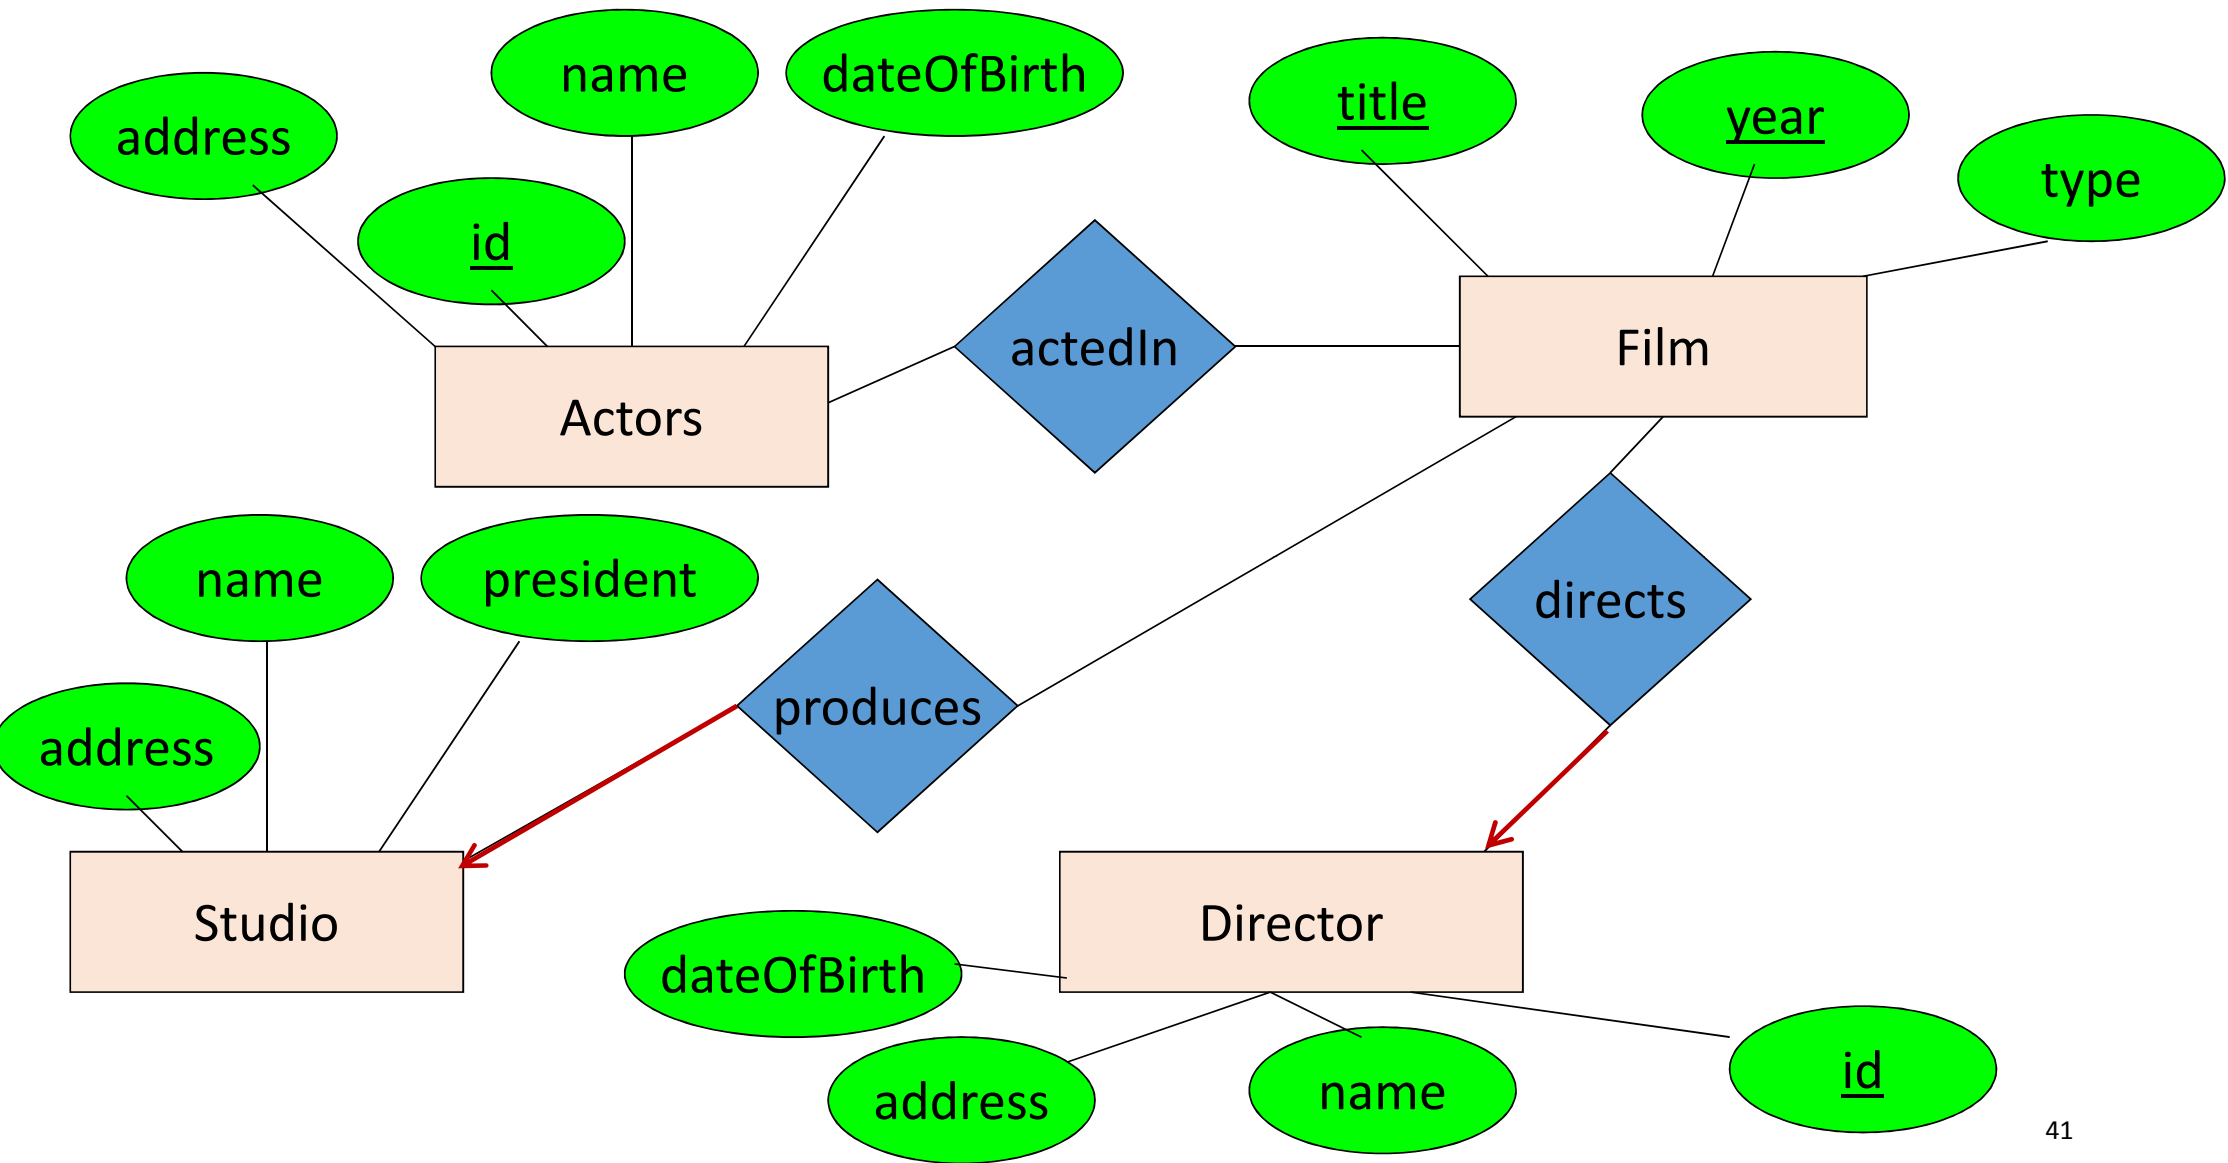 name
dateOfBirth
title
year
address
type
id
actedIn
Film
Actors
name
president
directs
produces
address
Studio
Director
dateOfBirth
id
address
name
41